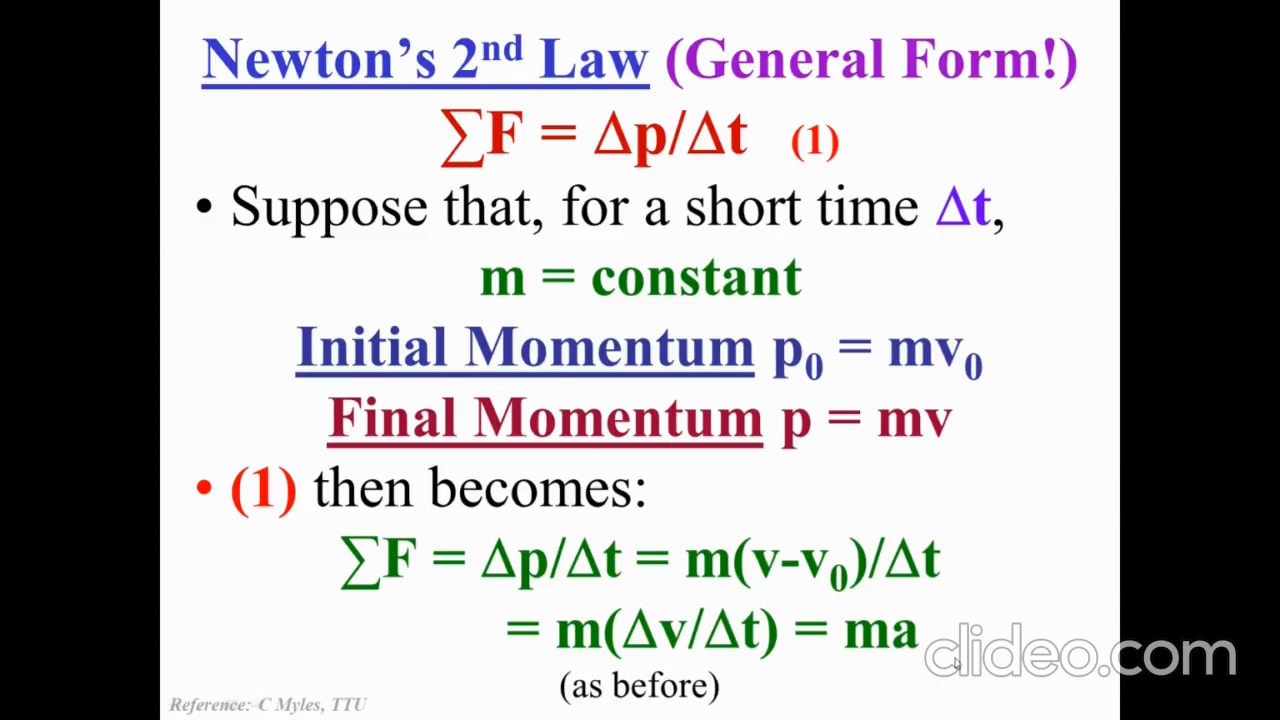 Newton's 2nd Law (General Form!)
∑F = Δp/Δt (1)
• Suppose that, for a short time Δt,
m = constant
Initial Momentum p₀ = mv₀
Final Momentum p = mv
• (1) then becomes:
∑F = Δp/Δt = m(v-v₀)/Δt
= m(Δv/Δt) = ma
(as before)
Reference:- C Myles, TTU
clideo.com